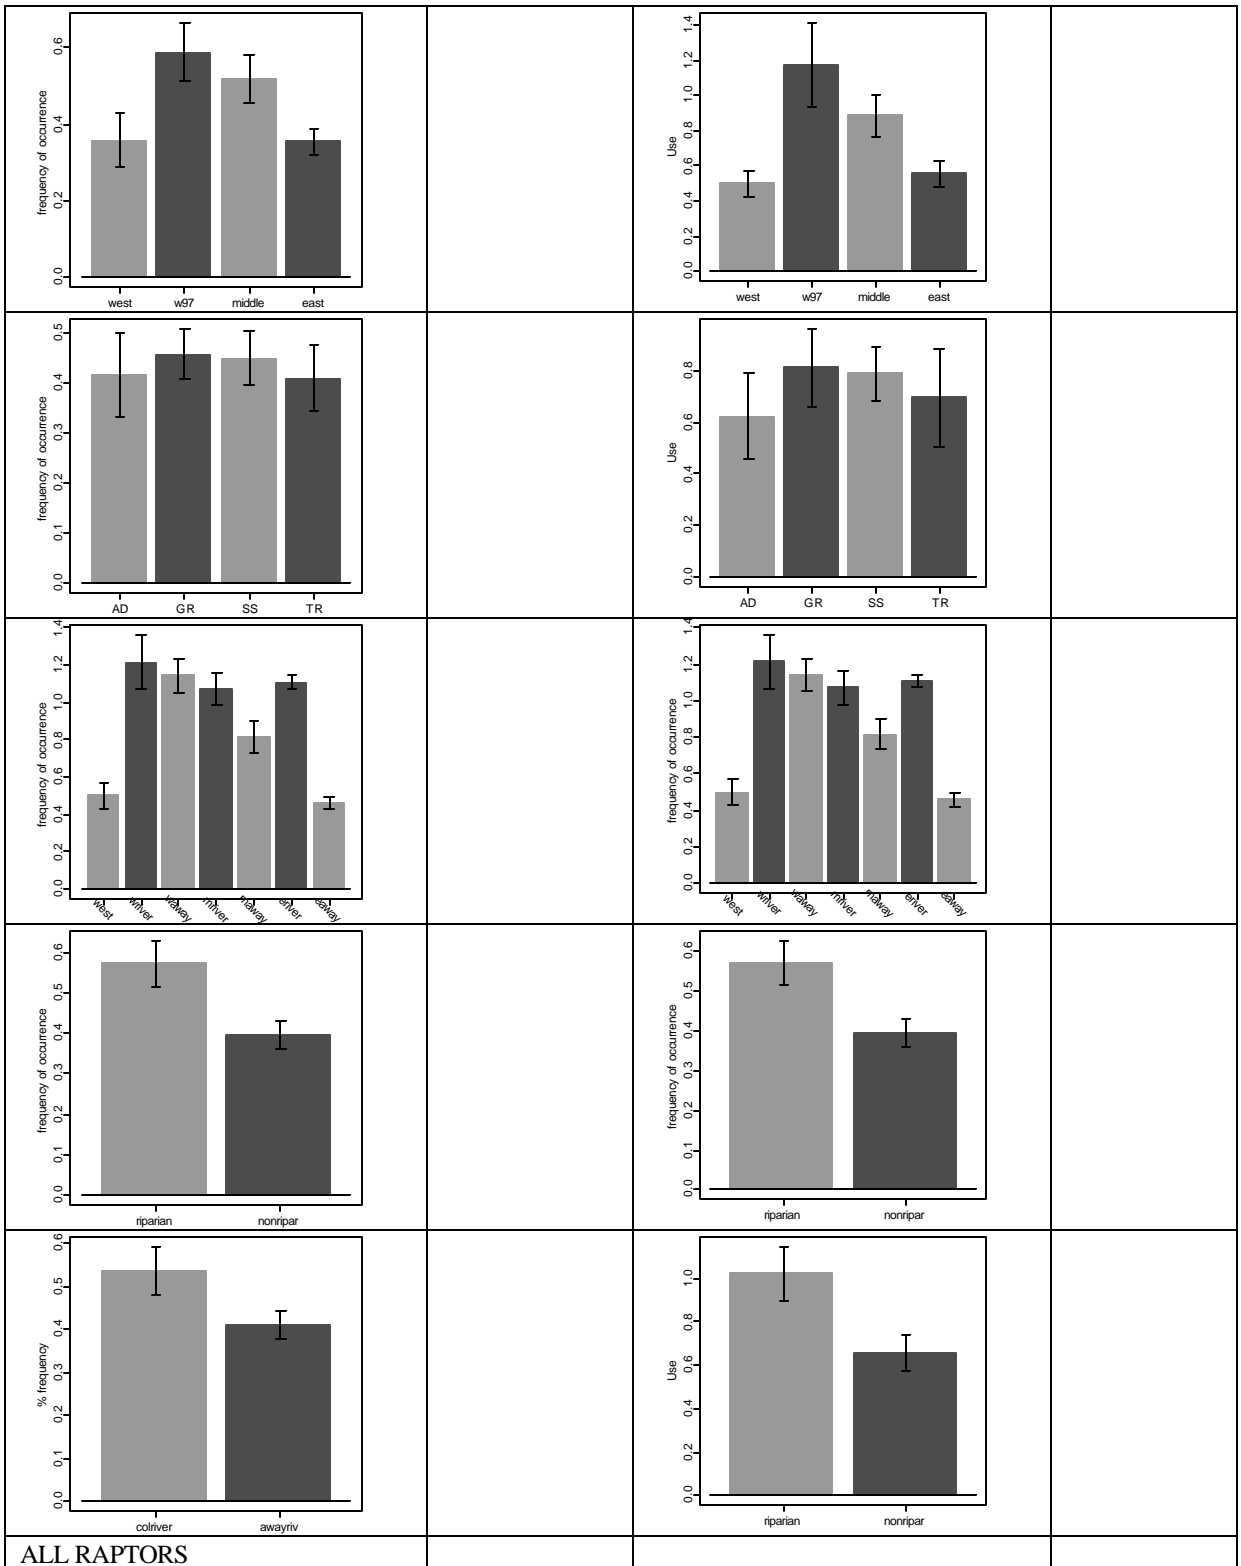 frequency of occurrence
0.0 0.2 0.4 0.6
west w97 middle east
Use
0.0 0.2 0.4 0.6 0.8 1.0 1.2 1.4
west w97 middle east
frequency of occurrence
0.0 0.1 0.2 0.3 0.4 0.5
AD GR SS TR
Use
0.0 0.2 0.4 0.6 0.8
AD GR SS TR
frequency of occurrence
0.0 0.2 0.4 0.6 0.8 1.0 1.2 1.4
west wriver waway mriver maway eriver eaway
frequency of occurrence
0.0 0.2 0.4 0.6 0.8 1.0 1.2 1.4
west wriver waway mriver maway eriver eaway
frequency of occurrence
0.0 0.1 0.2 0.3 0.4 0.5 0.6
riparian nonripar
frequency of occurrence
0.0 0.1 0.2 0.3 0.4 0.5 0.6
riparian nonripar
% frequency
0.0 0.1 0.2 0.3 0.4 0.5 0.6
colriver awayriv
Use
0.0 0.2 0.4 0.6 0.8 1.0
riparian nonripar
ALL RAPTORS